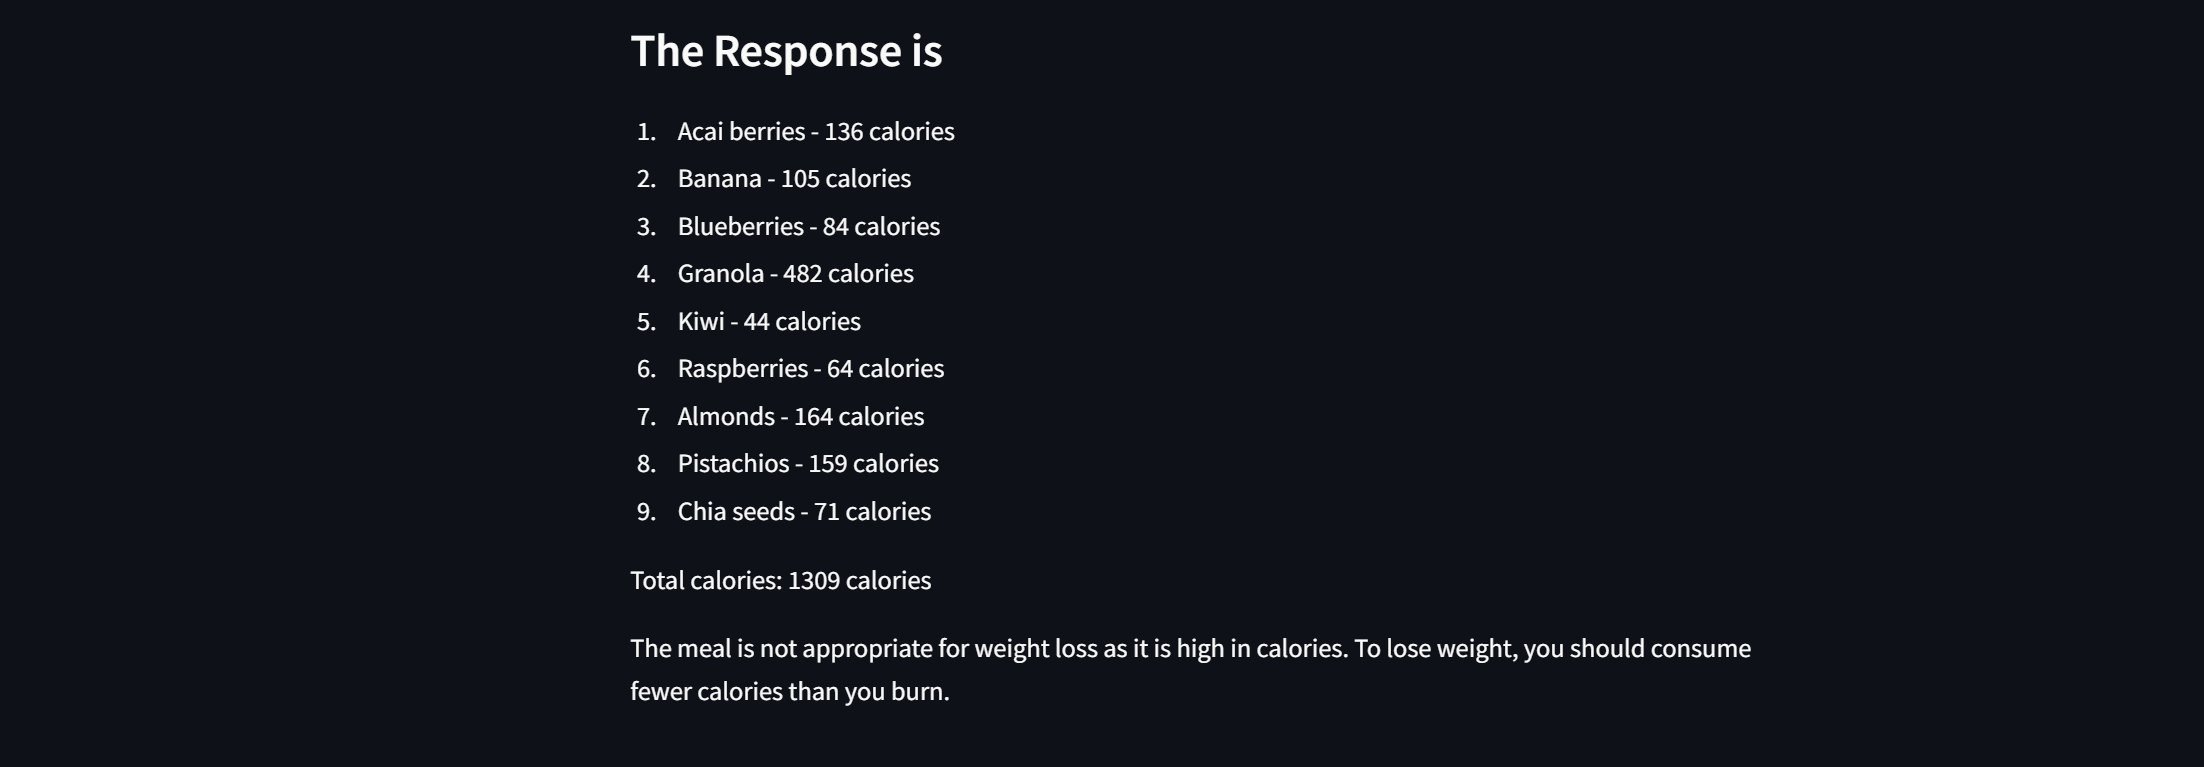 The Response is
1. Acai berries - 136 calories
2. Banana - 105 calories
3. Blueberries - 84 calories
4. Granola - 482 calories
5. Kiwi - 44 calories
6. Raspberries - 64 calories
7. Almonds - 164 calories
8. Pistachios - 159 calories
9. Chia seeds - 71 calories
Total calories: 1309 calories
The meal is not appropriate for weight loss as it is high in calories. To lose weight, you should consume
fewer calories than you burn.